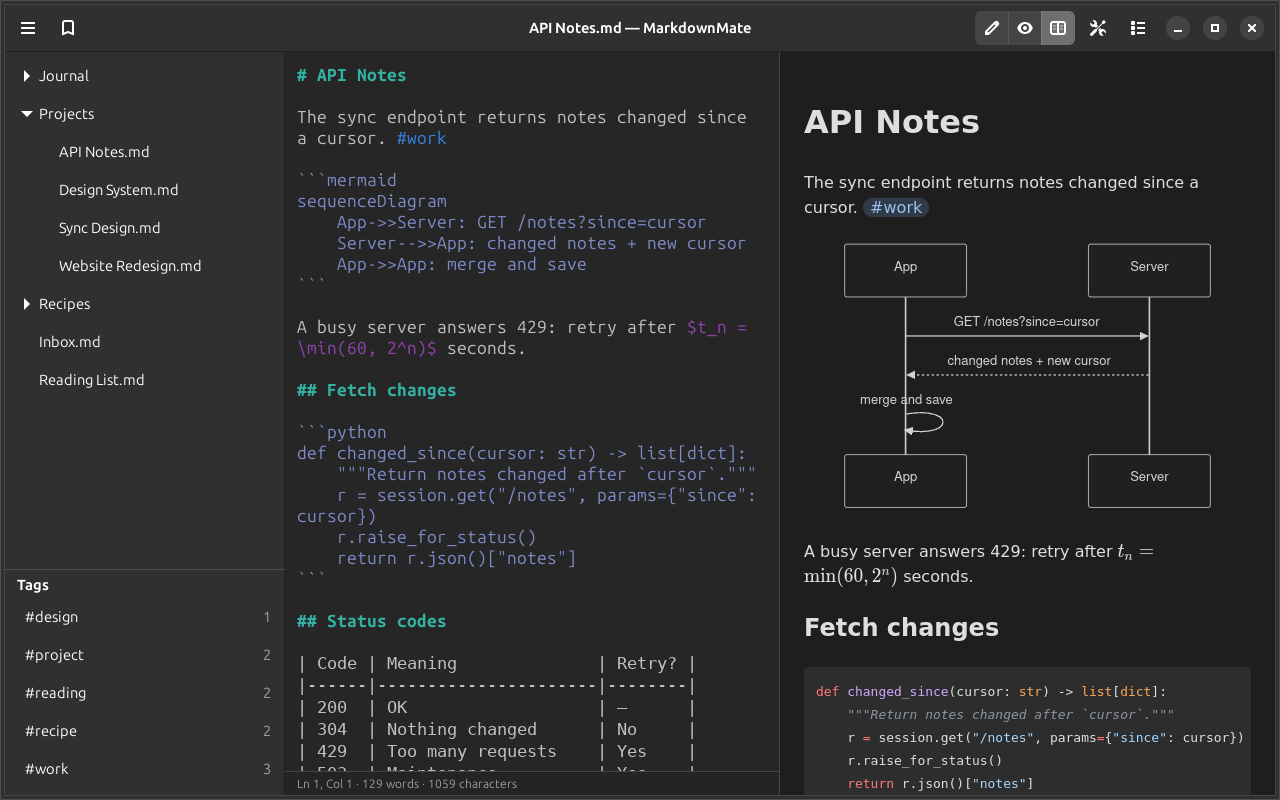 API Notes.md — MarkdownMate
Journal
Projects
API Notes.md
Design System.md
Sync Design.md
Website Redesign.md
Recipes
Inbox.md
Reading List.md
Tags
#design 1
#project 2
#reading 2
#recipe 2
#work 3
# API Notes
The sync endpoint returns notes changed since
a cursor. #work
```mermaid
sequenceDiagram
    App->>Server: GET /notes?since=cursor
    Server-->>App: changed notes + new cursor
    App->>App: merge and save
```
A busy server answers 429: retry after $t_n =
\min(60, 2^n)$ seconds.
## Fetch changes
```python
def changed_since(cursor: str) -> list[dict]:
    """Return notes changed after `cursor`."""
    r = session.get("/notes", params={"since":
cursor})
    r.raise_for_status()
    return r.json()["notes"]
```
## Status codes
| Code | Meaning              | Retry? |
|------|----------------------|--------|
| 200  | OK                   | —      |
| 304  | Nothing changed      | No     |
| 429  | Too many requests    | Yes    |
Ln 1, Col 1 · 129 words · 1059 characters
API Notes
The sync endpoint returns notes changed since a
cursor. #work
App Server
GET /notes?since=cursor
changed notes + new cursor
merge and save
App Server
A busy server answers 429: retry after tₙ =
min(60, 2ⁿ) seconds.
Fetch changes
def changed_since(cursor: str) -> list[dict]:
    """Return notes changed after `cursor`."""
    r = session.get("/notes", params={"since": cursor})
    r.raise_for_status()
    return r.json()["notes"]